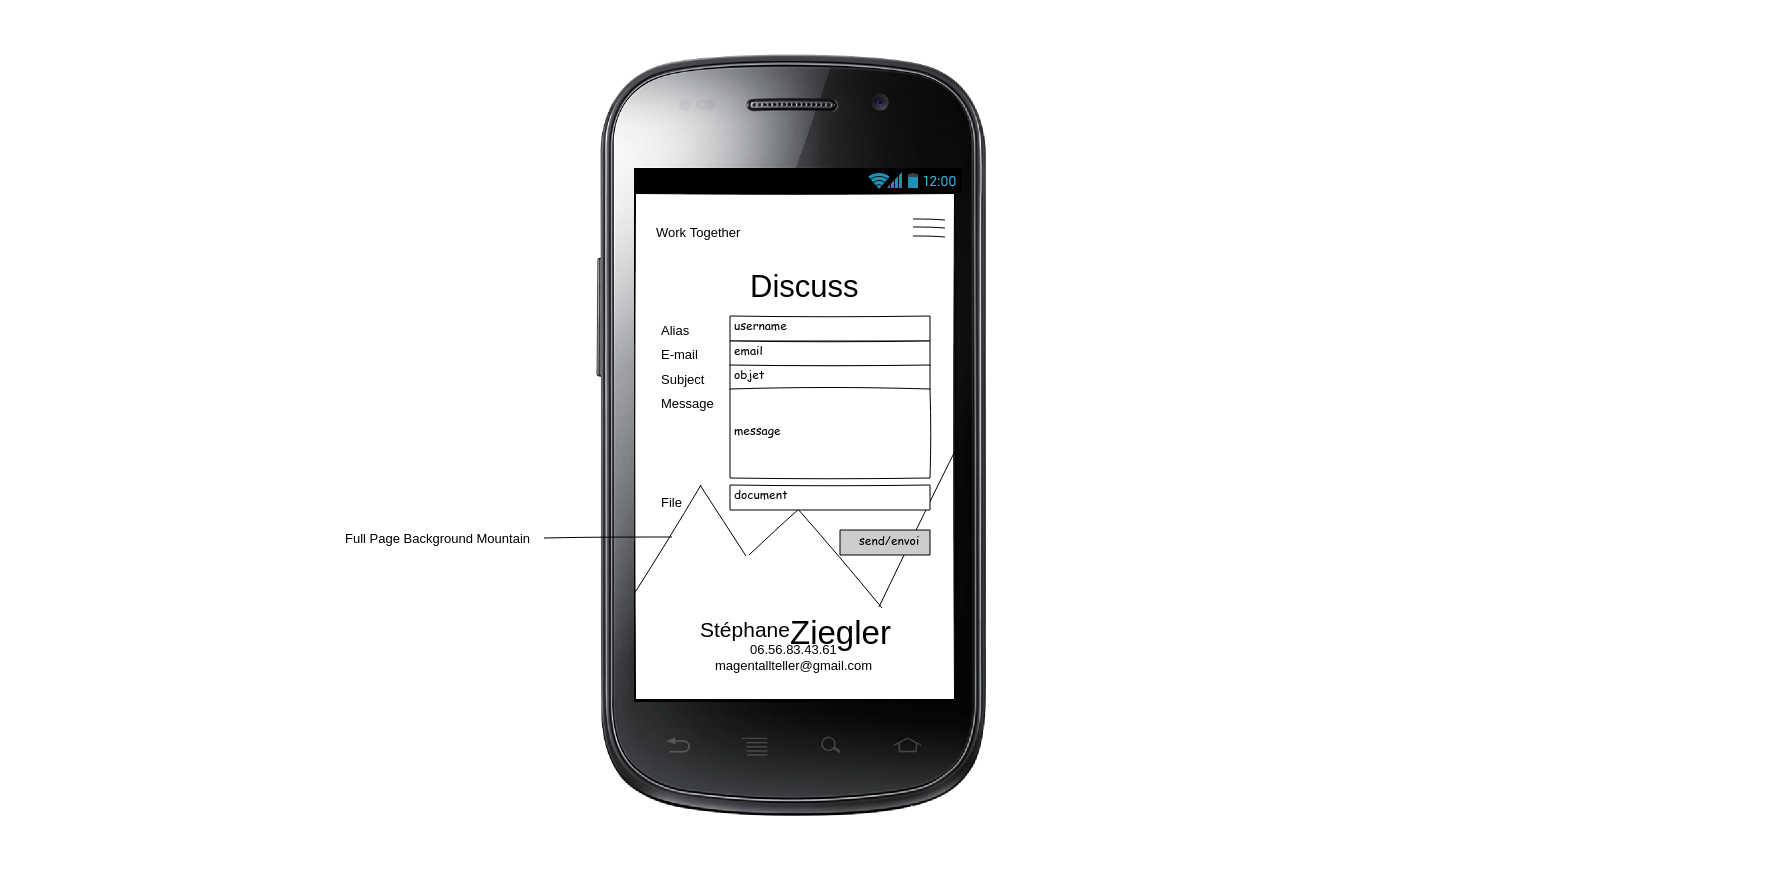 12:00
Work Together
Discuss
Alias username
E-mail email
Subject objet
Message
message
File document
Full Page Background Mountain
send/envoi
StéphaneZiegler
06.56.83.43.61
magentallteller@gmail.com